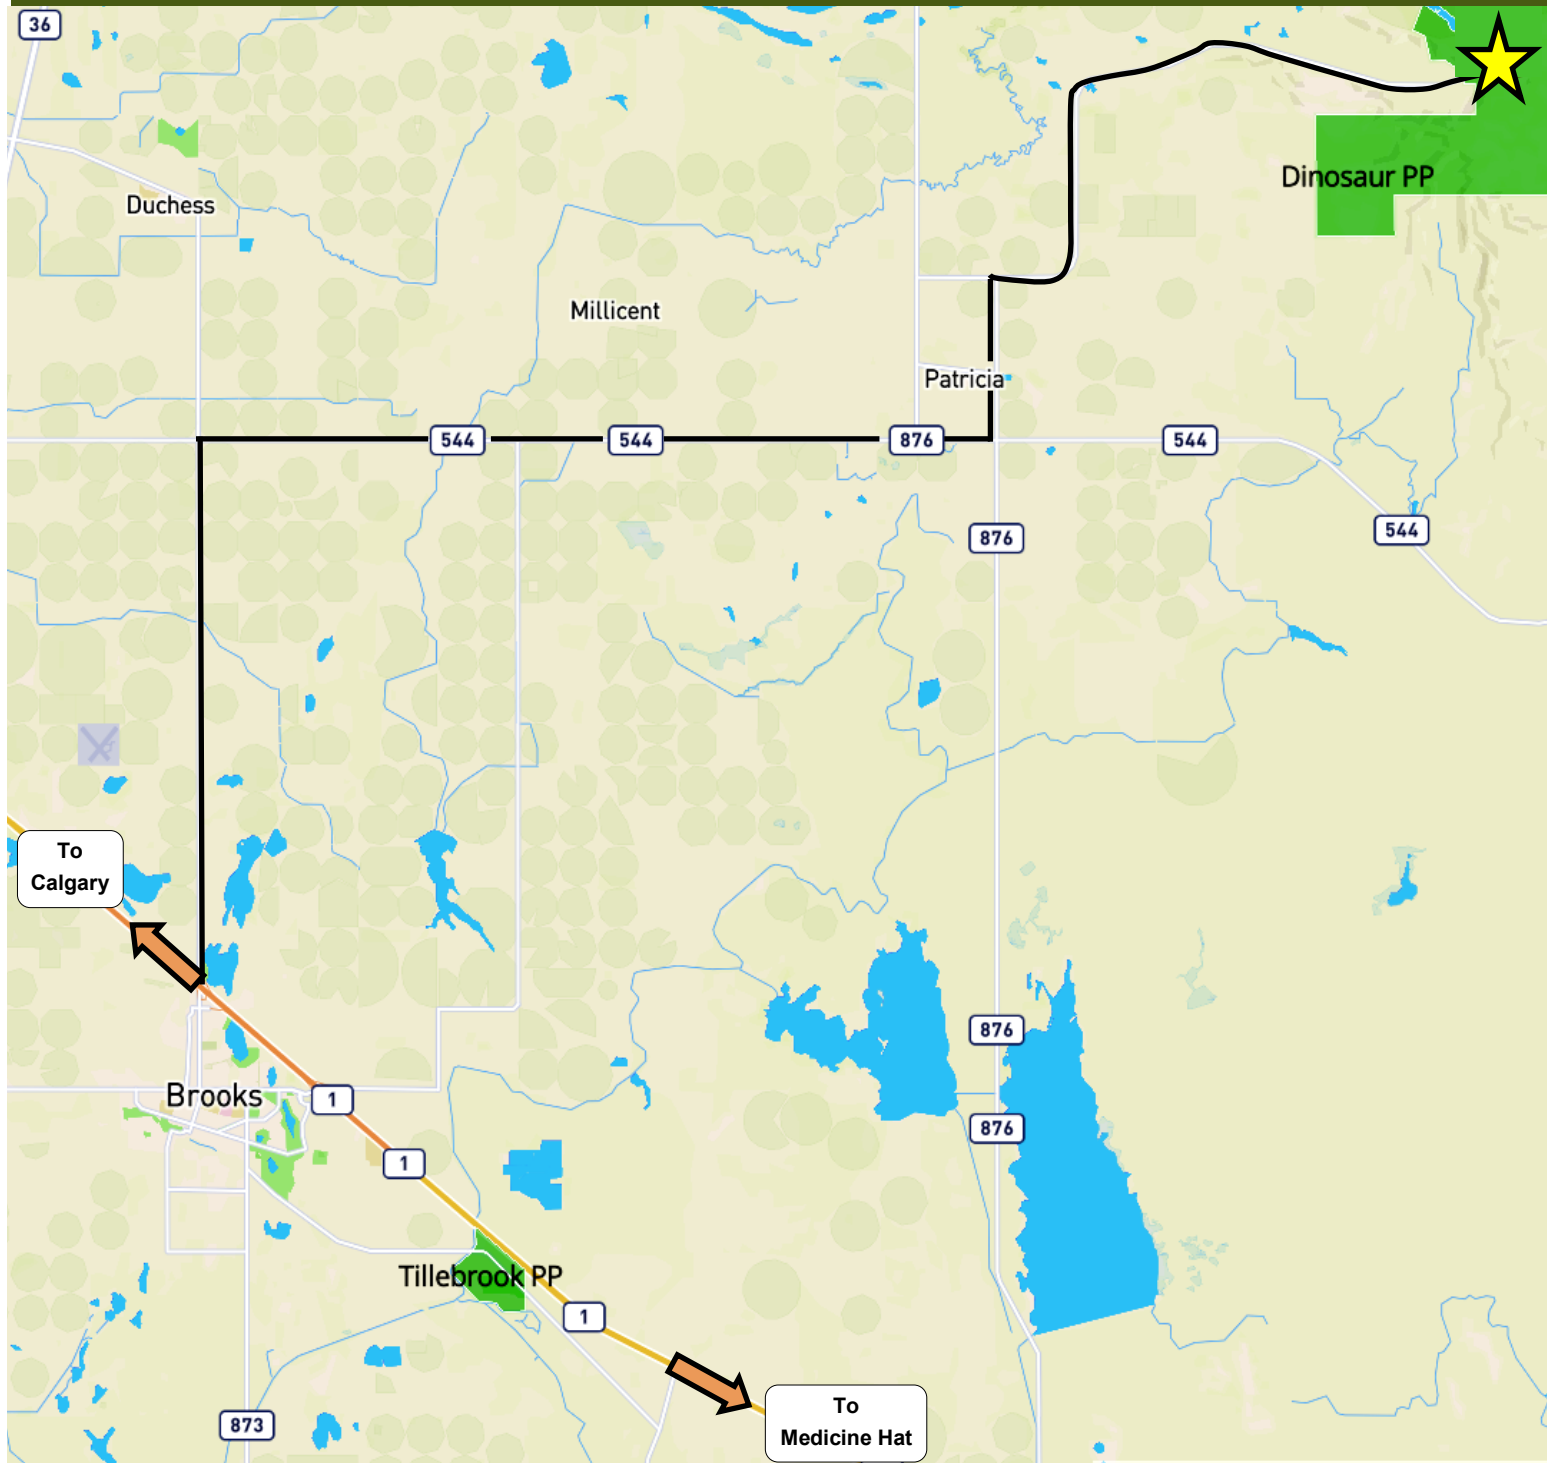 36
Dinosaur PP
Duchess
Millicent
Patricia
544
544
876
544
544
876
To
Calgary
876
Brooks
1
876
1
Tillebrook PP
1
873
To
Medicine Hat